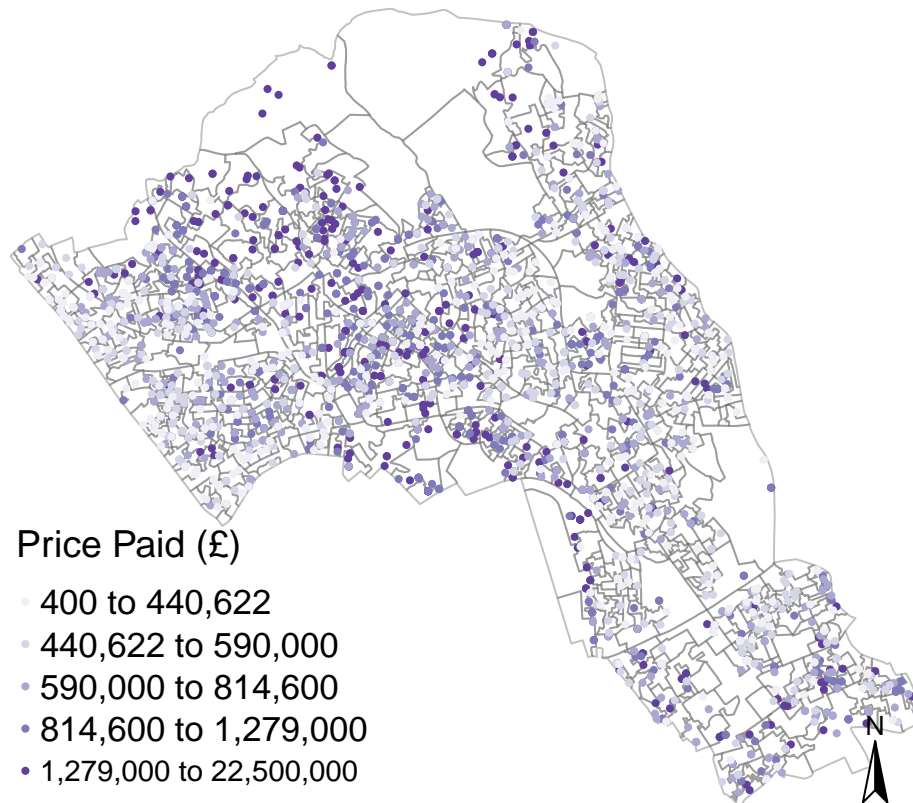 Price Paid (£)
400 to 440,622
440,622 to 590,000
590,000 to 814,600
814,600 to 1,279,000
1,279,000 to 22,500,000
N